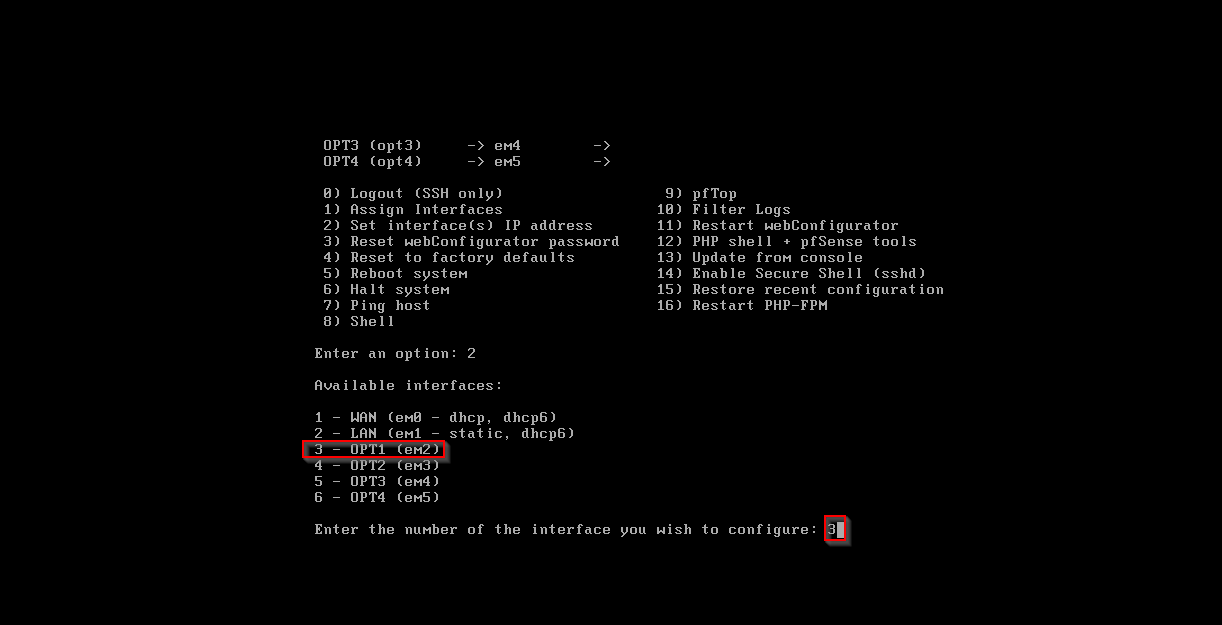 OPT3 (opt3)     -> em4        ->
OPT4 (opt4)     -> em5        ->
0) Logout (SSH only)                  9) pfTop
1) Assign Interfaces                 10) Filter Logs
2) Set interface(s) IP address       11) Restart webConfigurator
3) Reset webConfigurator password    12) PHP shell + pfSense tools
4) Reset to factory defaults         13) Update from console
5) Reboot system                     14) Enable Secure Shell (sshd)
6) Halt system                       15) Restore recent configuration
7) Ping host                         16) Restart PHP-FPM
8) Shell
Enter an option: 2
Available interfaces:
1 - WAN (em0 - dhcp, dhcp6)
2 - LAN (em1 - static, dhcp6)
3 - OPT1 (em2)
4 - OPT2 (em3)
5 - OPT3 (em4)
6 - OPT4 (em5)
Enter the number of the interface you wish to configure: 3